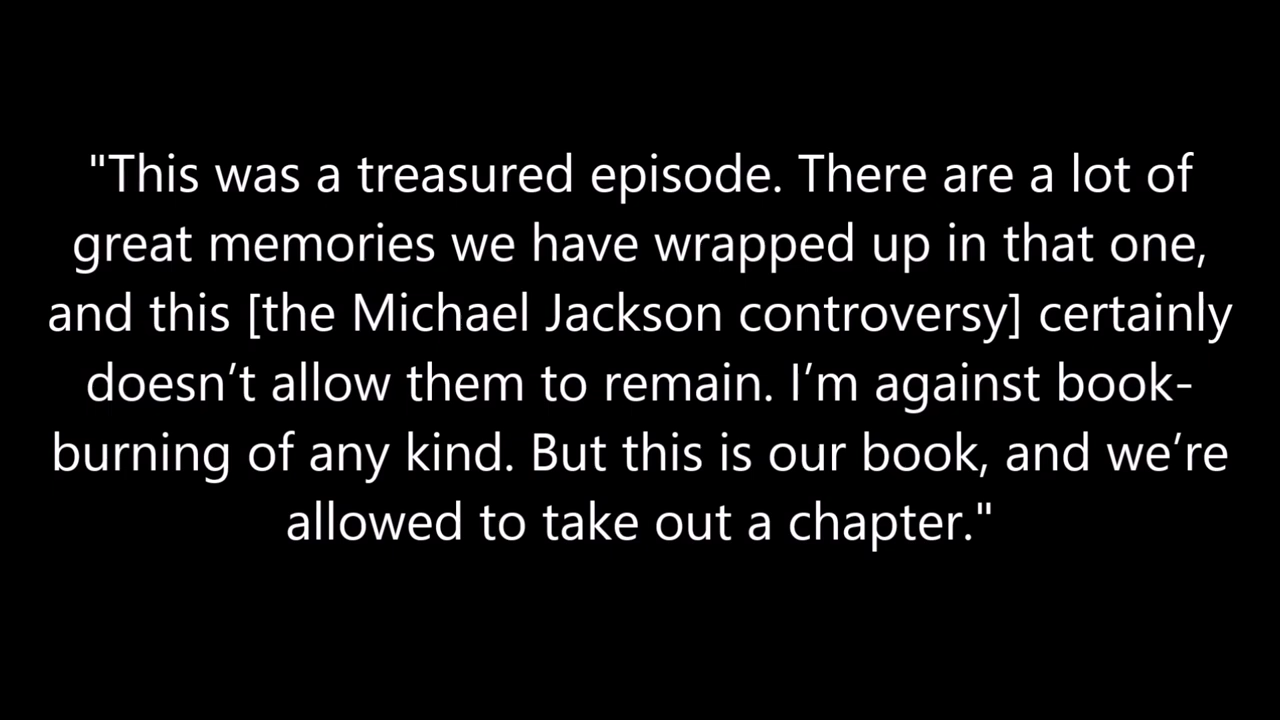 "This was a treasured episode. There are a lot of
great memories we have wrapped up in that one,
and this [the Michael Jackson controversy] certainly
doesn’t allow them to remain. I’m against book-
burning of any kind. But this is our book, and we’re
allowed to take out a chapter."